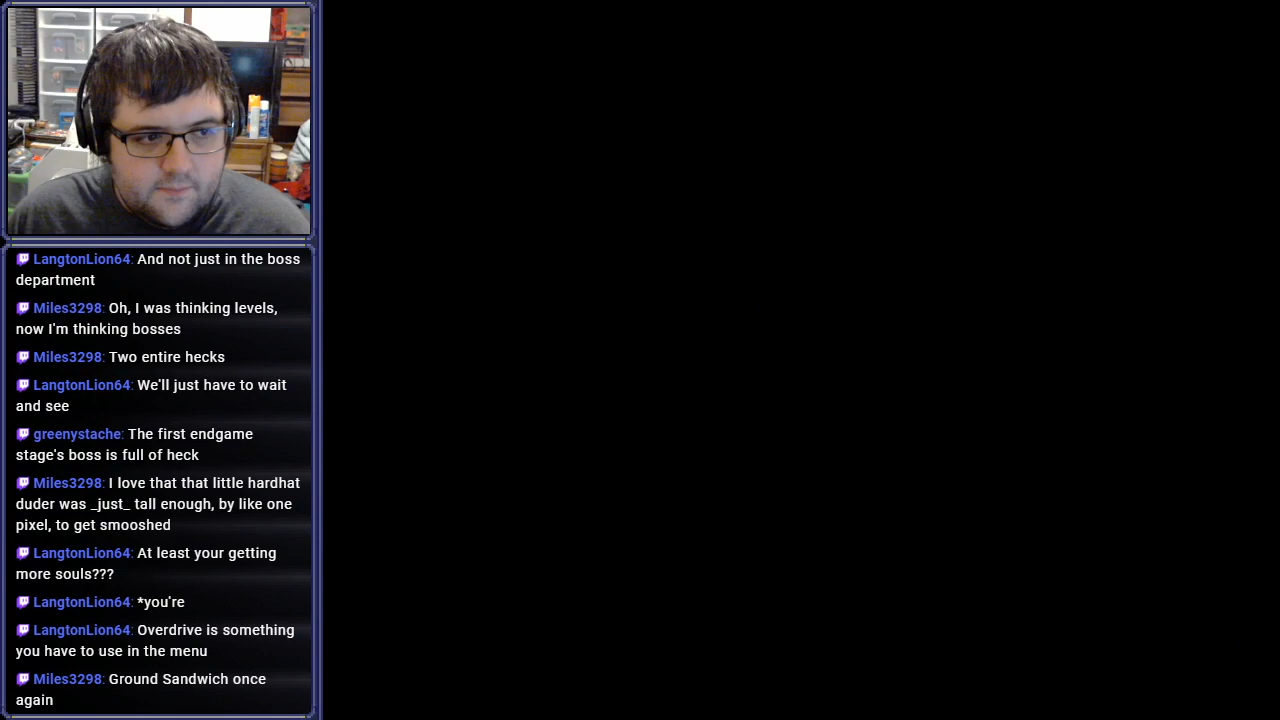 LangtonLion64: And not just in the boss
department
Miles3298: Oh, I was thinking levels,
now I'm thinking bosses
Miles3298: Two entire hecks
LangtonLion64: We'll just have to wait
and see
greenystache: The first endgame
stage's boss is full of heck
Miles3298: I love that that little hardhat
duder was _just_ tall enough, by like one
pixel, to get smooshed
LangtonLion64: At least your getting
more souls???
LangtonLion64: *you're
LangtonLion64: Overdrive is something
you have to use in the menu
Miles3298: Ground Sandwich once
again